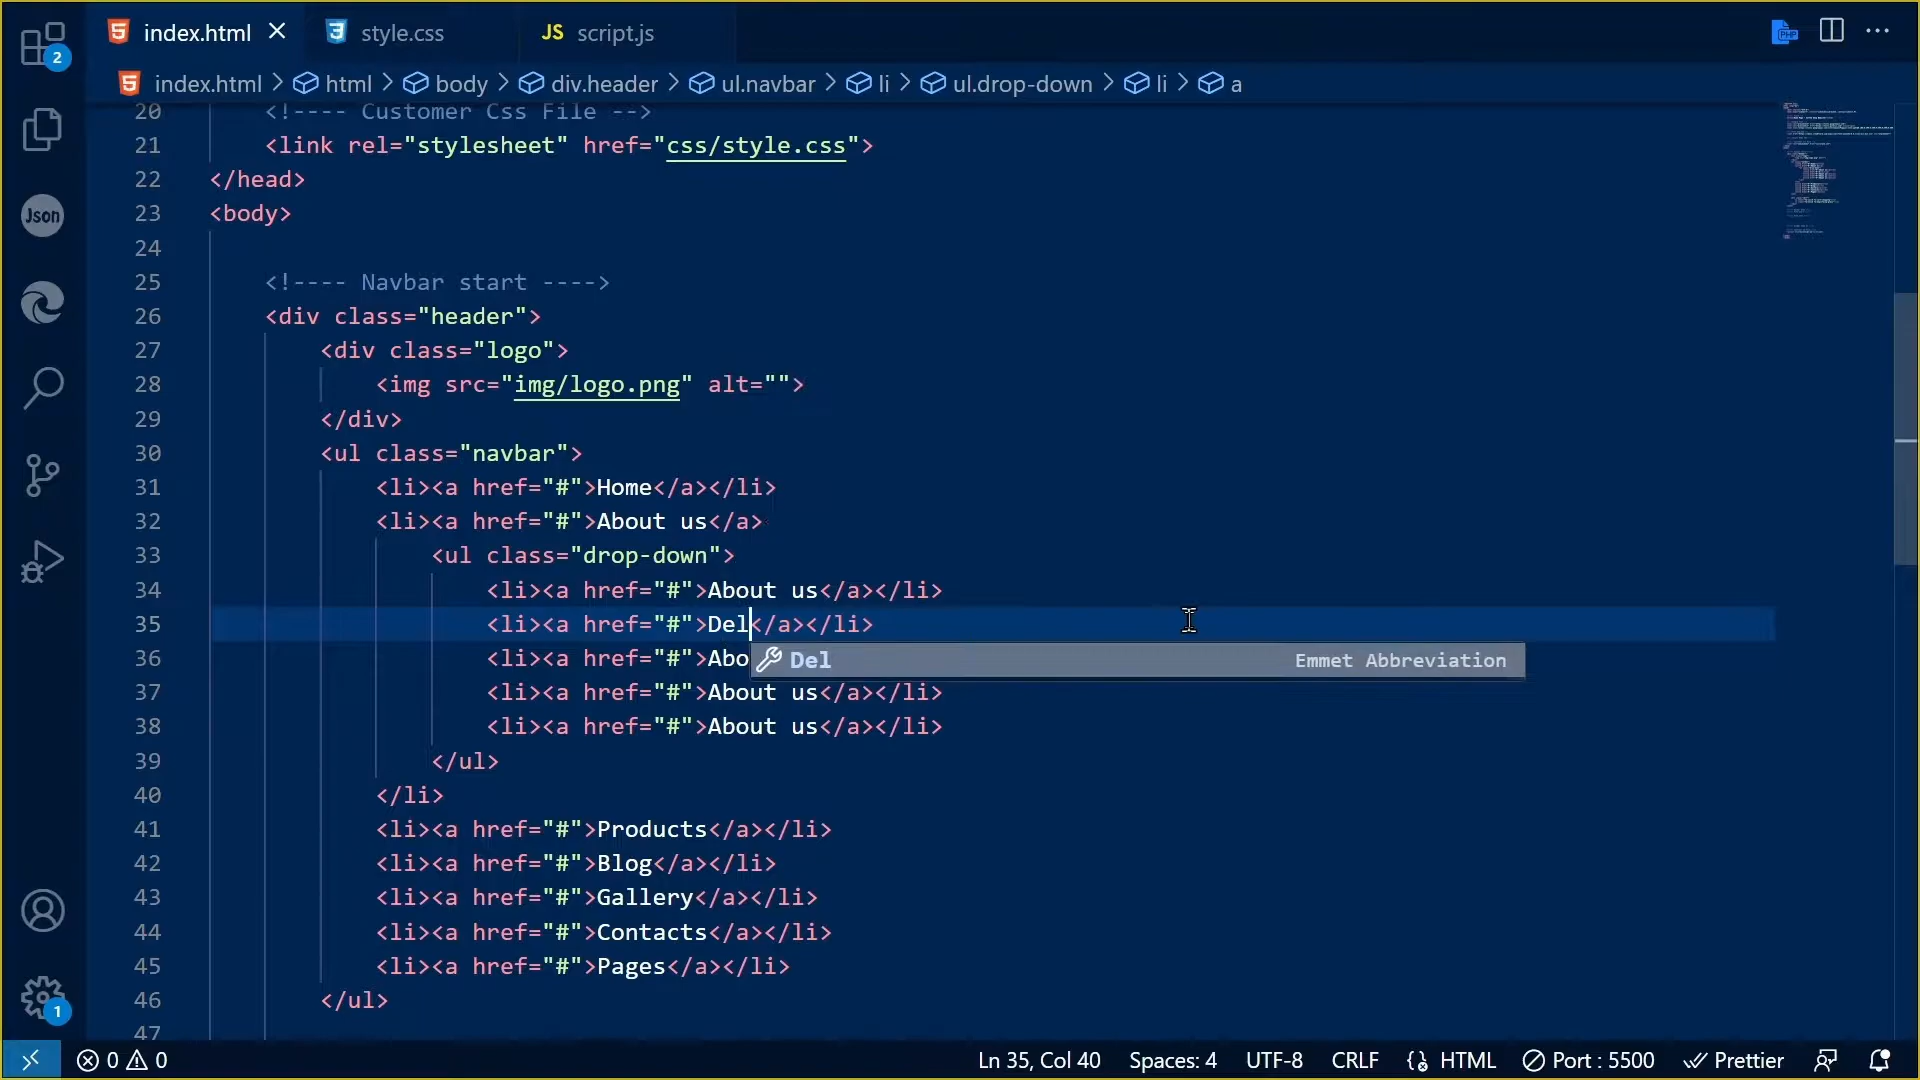 2
index.html
style.css
JS script.js
index.html > html > body > div.header > ul.navbar > li > ul.drop-down > li > a
20 <!---- Customer Css File -->
21 <link rel="stylesheet" href="css/style.css">
22 </head>
23 <body>
24
25 <!---- Navbar start ---->
26 <div class="header">
27 <div class="logo">
28 <img src="img/logo.png" alt="">
29 </div>
30 <ul class="navbar">
31 <li><a href="#">Home</a></li>
32 <li><a href="#">About us</a>
33 <ul class="drop-down">
34 <li><a href="#">About us</a></li>
35 <li><a href="#">Del</a></li>
36 <li><a href="#">Abo
Del Emmet Abbreviation
37 <li><a href="#">About us</a></li>
38 <li><a href="#">About us</a></li>
39 </ul>
40 </li>
41 <li><a href="#">Products</a></li>
42 <li><a href="#">Blog</a></li>
43 <li><a href="#">Gallery</a></li>
44 <li><a href="#">Contacts</a></li>
45 <li><a href="#">Pages</a></li>
46 </ul>
47
Json
1
0 0 Ln 35, Col 40 Spaces: 4 UTF-8 CRLF HTML Port : 5500 Prettier